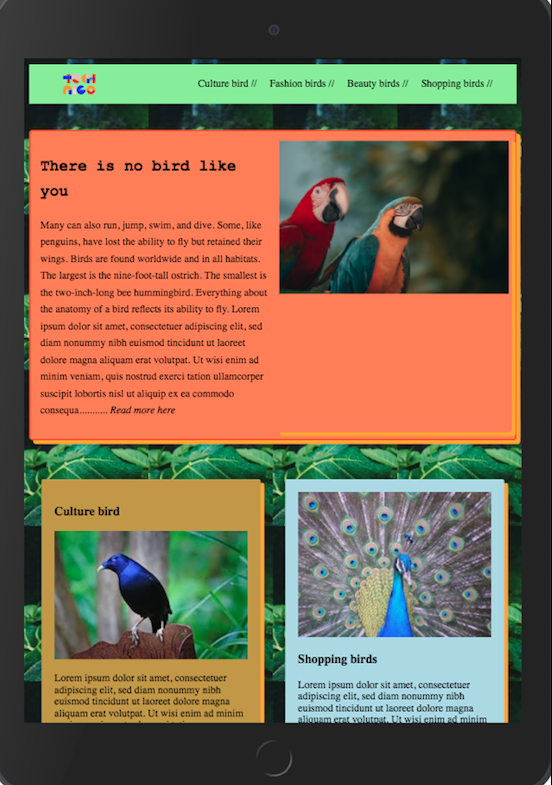 TECHNIGO
Culture bird // Fashion birds // Beauty birds // Shopping birds //
There is no bird like
you
Many can also run, jump, swim, and dive. Some, like
penguins, have lost the ability to fly but retained their
wings. Birds are found worldwide and in all habitats.
The largest is the nine-foot-tall ostrich. The smallest is
the two-inch-long bee hummingbird. Everything about
the anatomy of a bird reflects its ability to fly. Lorem
ipsum dolor sit amet, consectetuer adipiscing elit, sed
diam nonummy nibh euismod tincidunt ut laoreet
dolore magna aliquam erat volutpat. Ut wisi enim ad
minim veniam, quis nostrud exerci tation ullamcorper
suscipit lobortis nisl ut aliquip ex ea commodo
consequa........... Read more here
Culture bird
Lorem ipsum dolor sit amet, consectetuer
adipiscing elit, sed diam nonummy nibh
euismod tincidunt ut laoreet dolore magna
aliquam erat volutpat. Ut wisi enim ad minim
Shopping birds
Lorem ipsum dolor sit amet, consectetuer
adipiscing elit, sed diam nonummy nibh
euismod tincidunt ut laoreet dolore magna
aliquam erat volutpat. Ut wisi enim ad minim